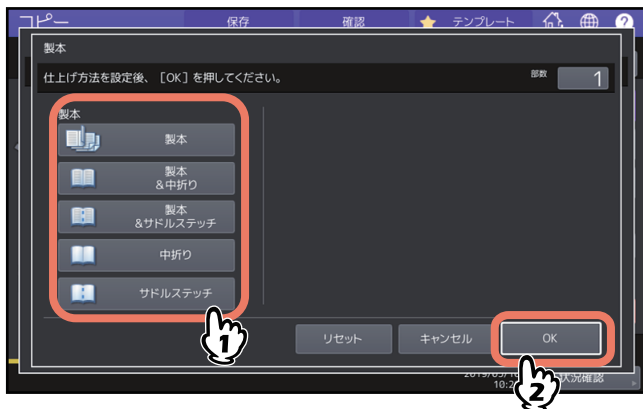 コピー 保存 確認 テンプレート ?
製本
仕上げ方法を設定後、[OK]を押してください。 部数 1
製本
製本
製本
&中折り
製本
&サドルステッチ
中折り
サドルステッチ
1
リセット キャンセル OK
2
状況確認